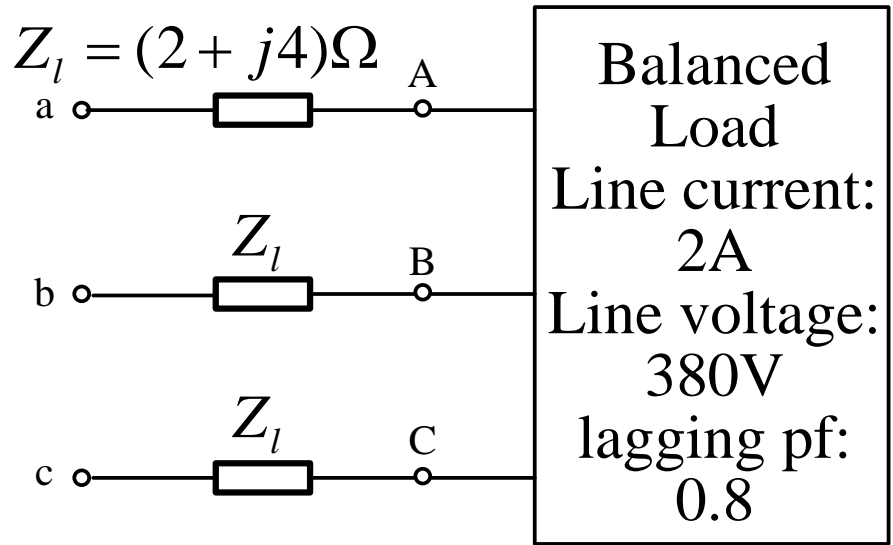 Z_l = (2 + j4)Ω
a
A
Z_l
b
B
Z_l
c
C
Balanced
Load
Line current:
2A
Line voltage:
380V
lagging pf:
0.8